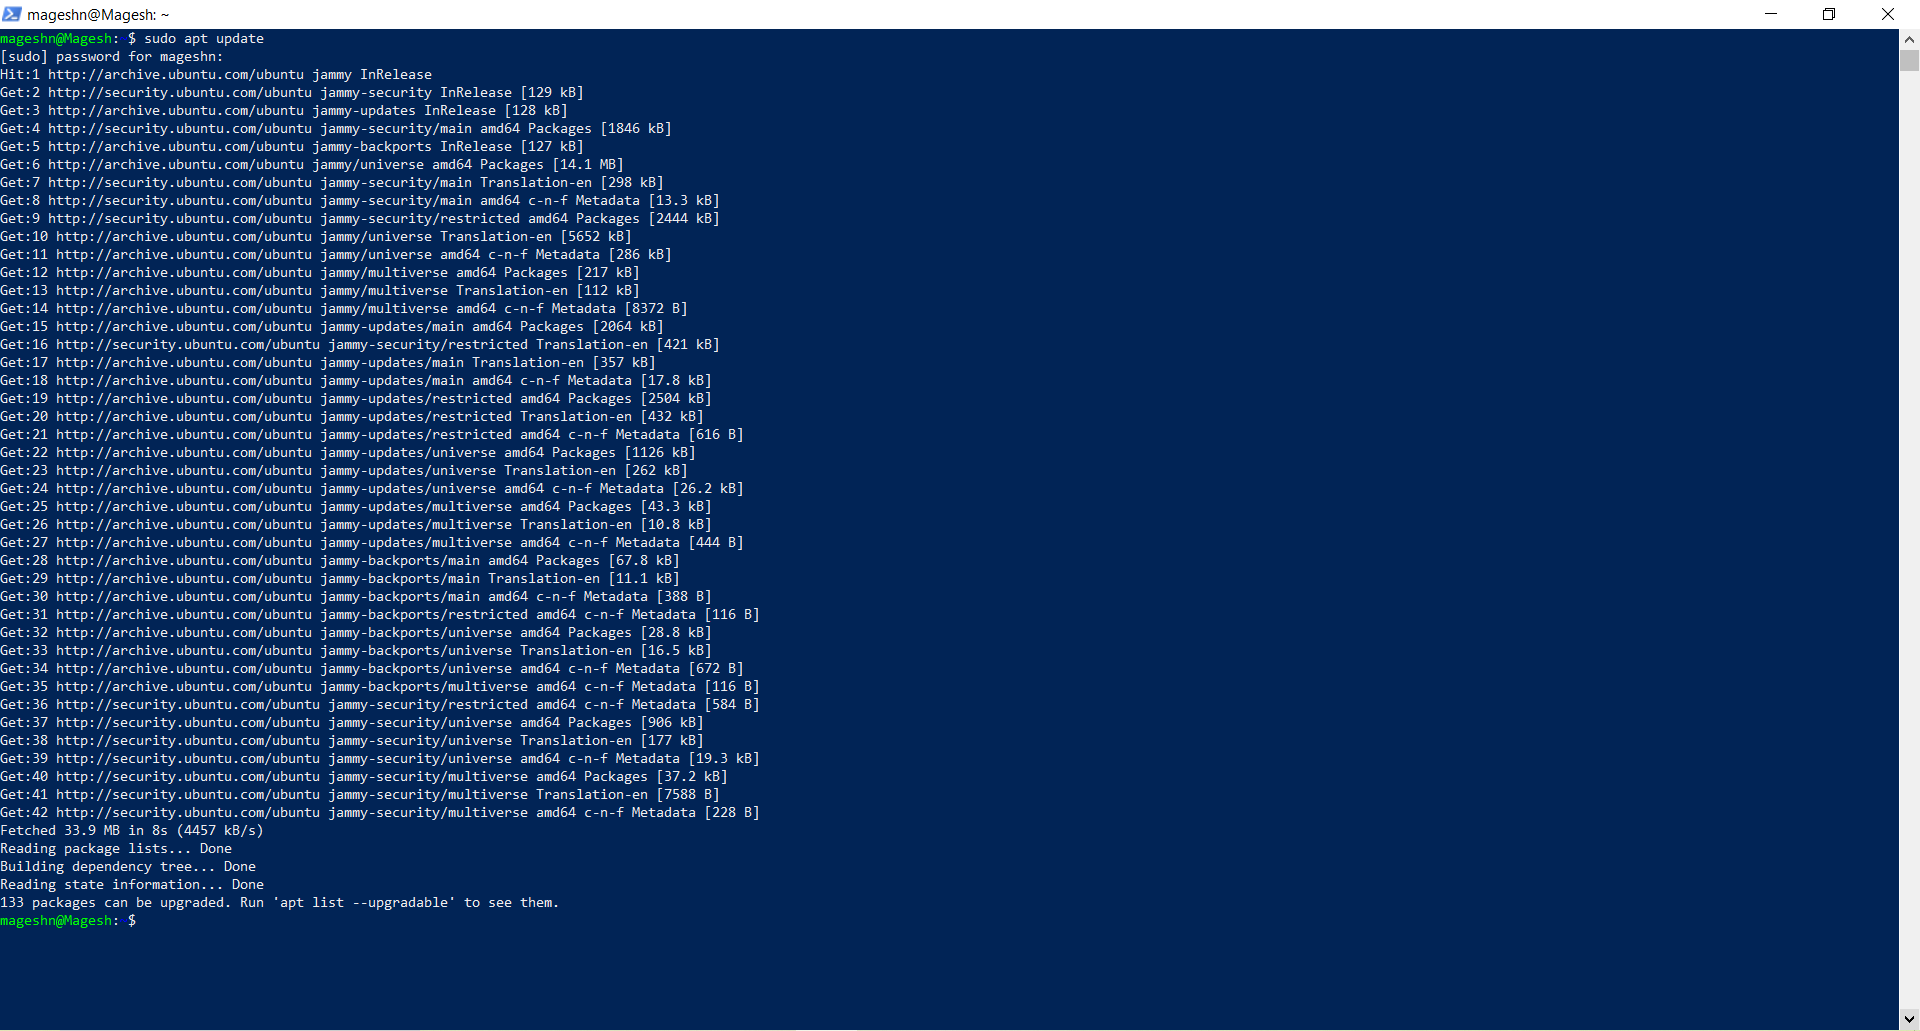 mageshn@Magesh: ~
mageshn@Magesh: $ sudo apt update
[sudo] password for mageshn:
Hit:1 http://archive.ubuntu.com/ubuntu jammy InRelease
Get:2 http://security.ubuntu.com/ubuntu jammy-security InRelease [129 kB]
Get:3 http://archive.ubuntu.com/ubuntu jammy-updates InRelease [128 kB]
Get:4 http://security.ubuntu.com/ubuntu jammy-security/main amd64 Packages [1846 kB]
Get:5 http://archive.ubuntu.com/ubuntu jammy-backports InRelease [127 kB]
Get:6 http://archive.ubuntu.com/ubuntu jammy/universe amd64 Packages [14.1 MB]
Get:7 http://security.ubuntu.com/ubuntu jammy-security/main Translation-en [298 kB]
Get:8 http://security.ubuntu.com/ubuntu jammy-security/main amd64 c-n-f Metadata [13.3 kB]
Get:9 http://security.ubuntu.com/ubuntu jammy-security/restricted amd64 Packages [2444 kB]
Get:10 http://archive.ubuntu.com/ubuntu jammy/universe Translation-en [5652 kB]
Get:11 http://archive.ubuntu.com/ubuntu jammy/universe amd64 c-n-f Metadata [286 kB]
Get:12 http://archive.ubuntu.com/ubuntu jammy/multiverse amd64 Packages [217 kB]
Get:13 http://archive.ubuntu.com/ubuntu jammy/multiverse Translation-en [112 kB]
Get:14 http://archive.ubuntu.com/ubuntu jammy/multiverse amd64 c-n-f Metadata [8372 B]
Get:15 http://archive.ubuntu.com/ubuntu jammy-updates/main amd64 Packages [2064 kB]
Get:16 http://security.ubuntu.com/ubuntu jammy-security/restricted Translation-en [421 kB]
Get:17 http://archive.ubuntu.com/ubuntu jammy-updates/main Translation-en [357 kB]
Get:18 http://archive.ubuntu.com/ubuntu jammy-updates/main amd64 c-n-f Metadata [17.8 kB]
Get:19 http://archive.ubuntu.com/ubuntu jammy-updates/restricted amd64 Packages [2504 kB]
Get:20 http://archive.ubuntu.com/ubuntu jammy-updates/restricted Translation-en [432 kB]
Get:21 http://archive.ubuntu.com/ubuntu jammy-updates/restricted amd64 c-n-f Metadata [616 B]
Get:22 http://archive.ubuntu.com/ubuntu jammy-updates/universe amd64 Packages [1126 kB]
Get:23 http://archive.ubuntu.com/ubuntu jammy-updates/universe Translation-en [262 kB]
Get:24 http://archive.ubuntu.com/ubuntu jammy-updates/universe amd64 c-n-f Metadata [26.2 kB]
Get:25 http://archive.ubuntu.com/ubuntu jammy-updates/multiverse amd64 Packages [43.3 kB]
Get:26 http://archive.ubuntu.com/ubuntu jammy-updates/multiverse Translation-en [10.8 kB]
Get:27 http://archive.ubuntu.com/ubuntu jammy-updates/multiverse amd64 c-n-f Metadata [444 B]
Get:28 http://archive.ubuntu.com/ubuntu jammy-backports/main amd64 Packages [67.8 kB]
Get:29 http://archive.ubuntu.com/ubuntu jammy-backports/main Translation-en [11.1 kB]
Get:30 http://archive.ubuntu.com/ubuntu jammy-backports/main amd64 c-n-f Metadata [388 B]
Get:31 http://archive.ubuntu.com/ubuntu jammy-backports/restricted amd64 c-n-f Metadata [116 B]
Get:32 http://archive.ubuntu.com/ubuntu jammy-backports/universe amd64 Packages [28.8 kB]
Get:33 http://archive.ubuntu.com/ubuntu jammy-backports/universe Translation-en [16.5 kB]
Get:34 http://archive.ubuntu.com/ubuntu jammy-backports/universe amd64 c-n-f Metadata [672 B]
Get:35 http://archive.ubuntu.com/ubuntu jammy-backports/multiverse amd64 c-n-f Metadata [116 B]
Get:36 http://security.ubuntu.com/ubuntu jammy-security/restricted amd64 c-n-f Metadata [584 B]
Get:37 http://security.ubuntu.com/ubuntu jammy-security/universe amd64 Packages [906 kB]
Get:38 http://security.ubuntu.com/ubuntu jammy-security/universe Translation-en [177 kB]
Get:39 http://security.ubuntu.com/ubuntu jammy-security/universe amd64 c-n-f Metadata [19.3 kB]
Get:40 http://security.ubuntu.com/ubuntu jammy-security/multiverse amd64 Packages [37.2 kB]
Get:41 http://security.ubuntu.com/ubuntu jammy-security/multiverse Translation-en [7588 B]
Get:42 http://security.ubuntu.com/ubuntu jammy-security/multiverse amd64 c-n-f Metadata [228 B]
Fetched 33.9 MB in 8s (4457 kB/s)
Reading package lists... Done
Building dependency tree... Done
Reading state information... Done
133 packages can be upgraded. Run 'apt list --upgradable' to see them.
mageshn@Magesh: $